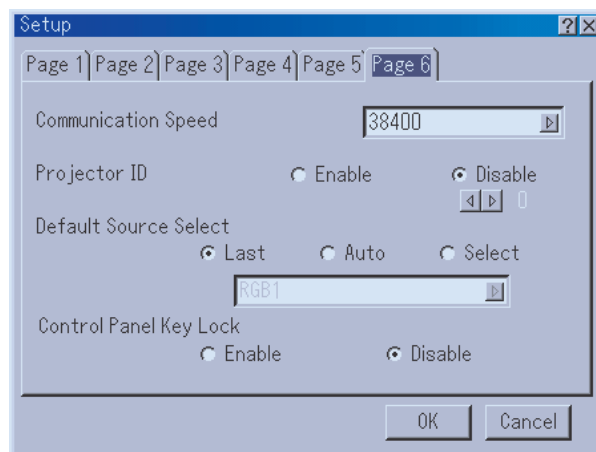 Setup
Page 1 Page 2 Page 3 Page 4 Page 5 Page 6
Communication Speed 38400
Projector ID Enable Disable
0
Default Source Select
Last Auto Select
RGB1
Control Panel Key Lock
Enable Disable
OK Cancel